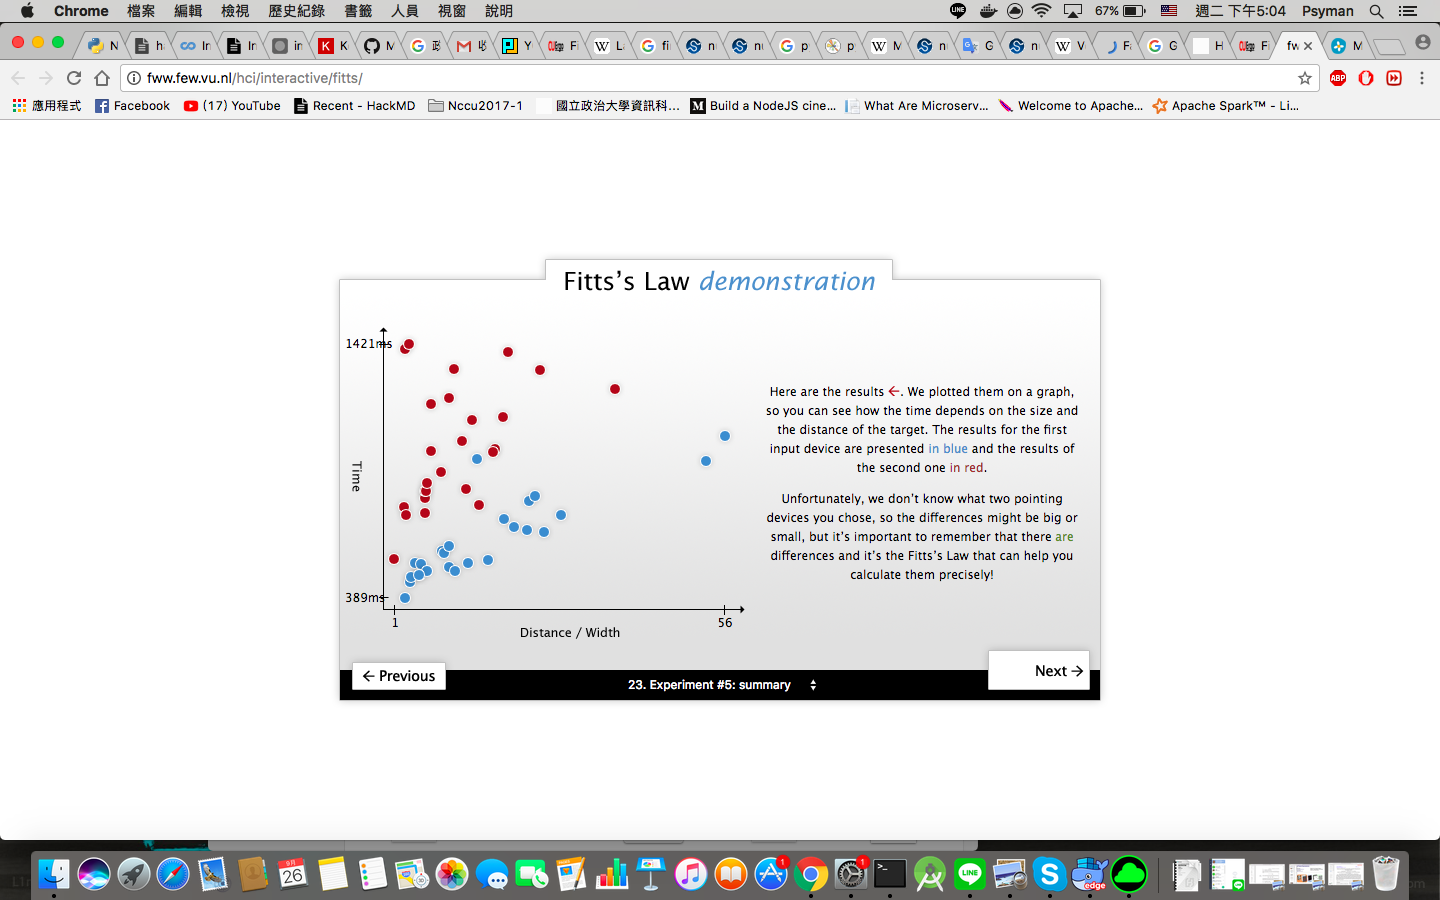 Chrome 檔案 編輯 檢視 歷史紀錄 書籤 人員 視窗 說明 67% 週二 下午5:04 Psyman
fww.few.vu.nl/hci/interactive/fitts/
應用程式 Facebook (17) YouTube Recent - HackMD Nccu2017-1 國立政治大學資訊科... Build a NodeJS cine... What Are Microserv... Welcome to Apache... Apache Spark™ - Li...
Fitts's Law demonstration
1421ms
Time
389ms
1 56
Distance / Width
Here are the results ←. We plotted them on a graph,
so you can see how the time depends on the size and
the distance of the target. The results for the first
input device are presented in blue and the results of
the second one in red.
Unfortunately, we don't know what two pointing
devices you chose, so the differences might be big or
small, but it's important to remember that there are
differences and it's the Fitts's Law that can help you
calculate them precisely!
← Previous
23. Experiment #5: summary
Next →
9月
26
1
1
LINE
edge